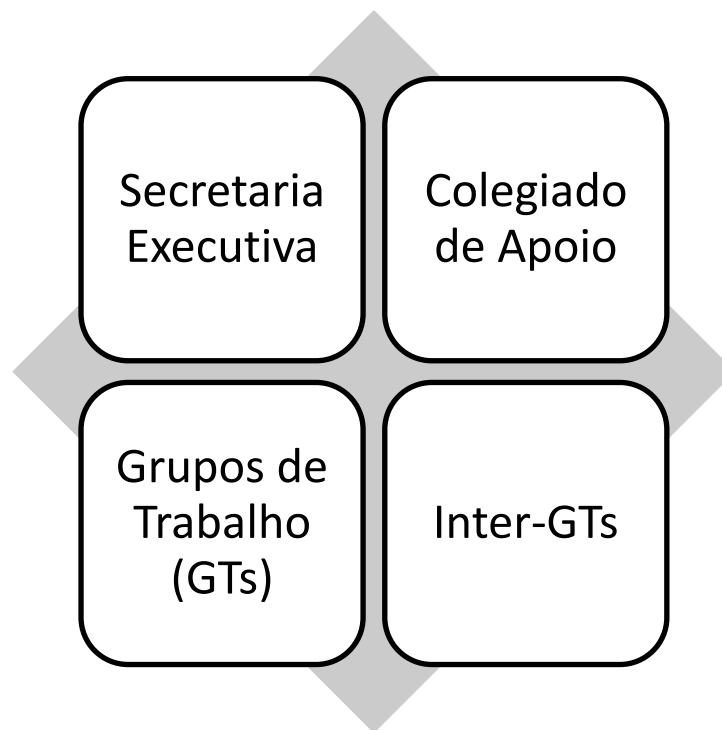 Secretaria
Executiva
Colegiado
de Apoio
Grupos de
Trabalho
(GTs)
Inter-GTs